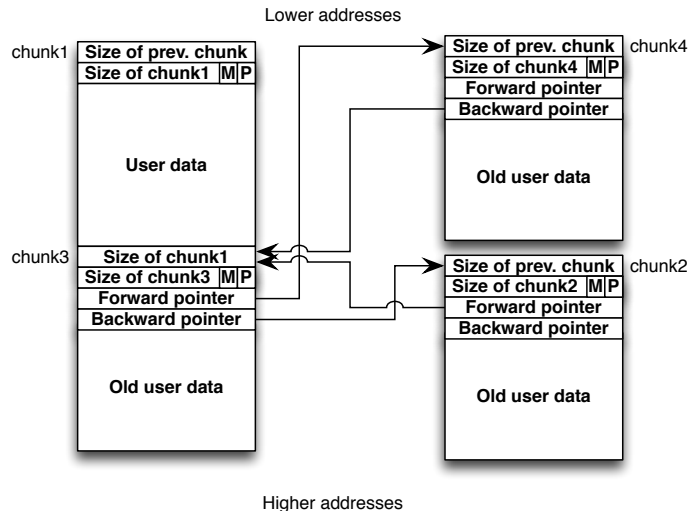 Lower addresses
chunk1
Size of prev. chunk
Size of chunk1 M P
User data
chunk3
Size of chunk1
Size of chunk3 M P
Forward pointer
Backward pointer
Old user data
Size of prev. chunk
chunk4
Size of chunk4 M P
Forward pointer
Backward pointer
Old user data
Size of prev. chunk
chunk2
Size of chunk2 M P
Forward pointer
Backward pointer
Old user data
Higher addresses